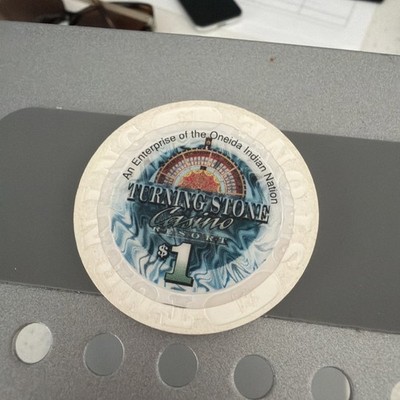 An Enterprise of the Oneida Indian Nation
TURNING STONE
Casino
RESORT
$1